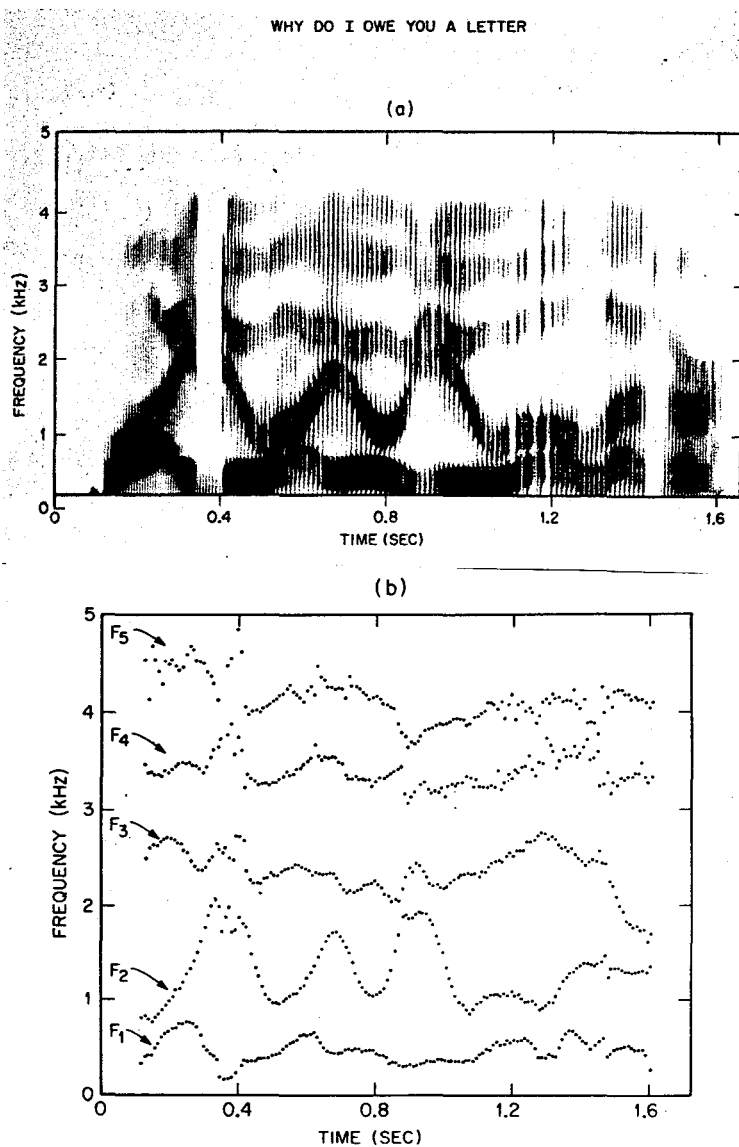 WHY DO I OWE YOU A LETTER
(a)
5
4
3
2
1
0
FREQUENCY (kHz)
0 0.4 0.8 1.2 1.6
TIME (SEC)
(b)
5
4
3
2
1
0
FREQUENCY (kHz)
F5
F4
F3
F2
F1
0 0.4 0.8 1.2 1.6
TIME (SEC)